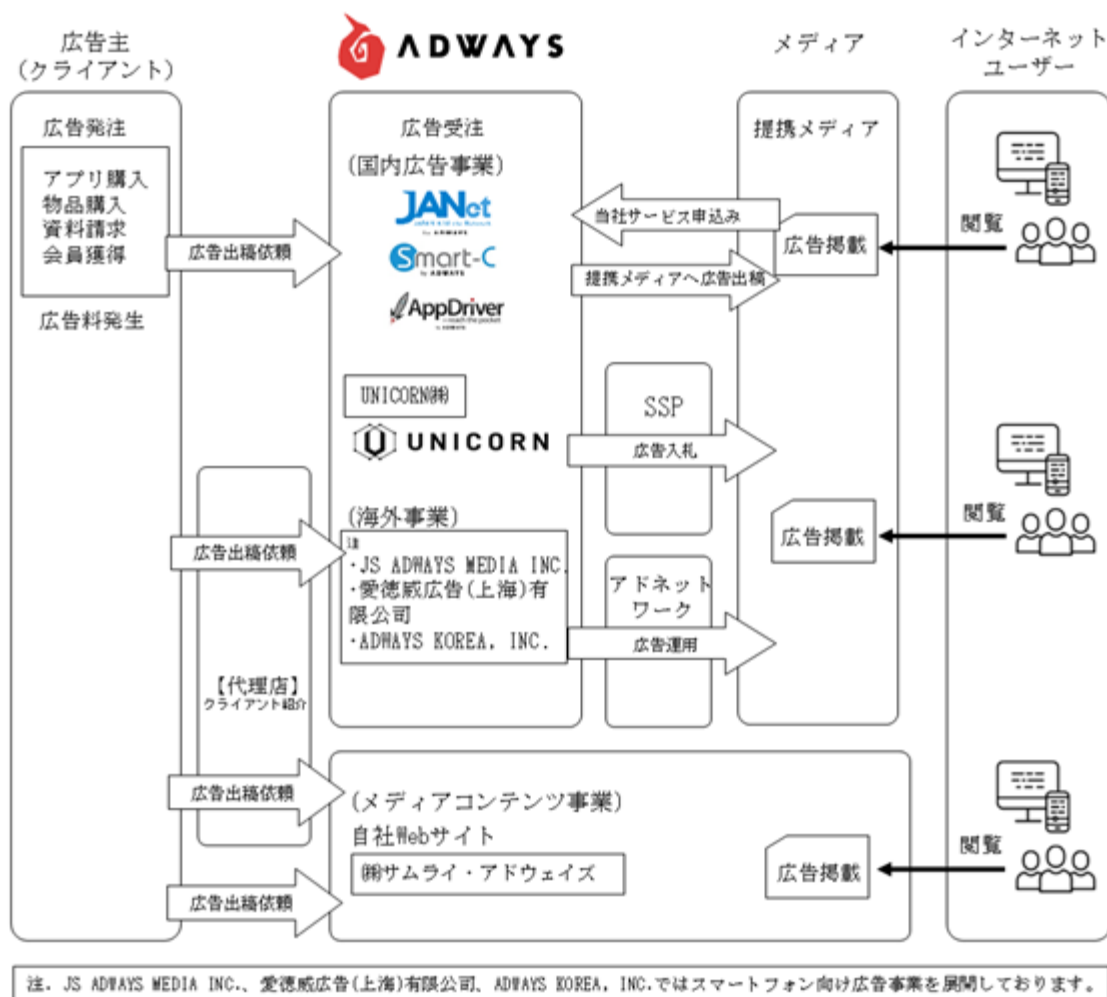 広告主
(クライアント)
ADWAYS
メディア
インターネット
ユーザー
広告発注
アプリ購入
物品購入
資料請求
会員獲得
広告料発生
広告出稿依頼
広告受注
(国内広告事業)
JANet
by ADWAYS
Smart-C
by ADWAYS
AppDriver
reach the pocket
by ADWAYS
提携メディア
当社サービス申込み
広告掲載
提携メディアへ広告出稿
閲覧
UNICORN㈱
UNICORN
SSP
広告入札
(海外事業)
注
・JS ADWAYS MEDIA INC.
・愛徳威広告(上海)有
限公司
・ADWAYS KOREA, INC.
広告出稿依頼
アドネット
ワーク
広告運用
広告掲載
閲覧
【代理店】
クライアント紹介
広告出稿依頼
(メディアコンテンツ事業)
自社Webサイト
㈱サムライ・アドウェイズ
広告出稿依頼
広告掲載
閲覧
注. JS ADWAYS MEDIA INC.、愛徳威広告(上海)有限公司、ADWAYS KOREA, INC.ではスマートフォン向け広告事業を展開しております。